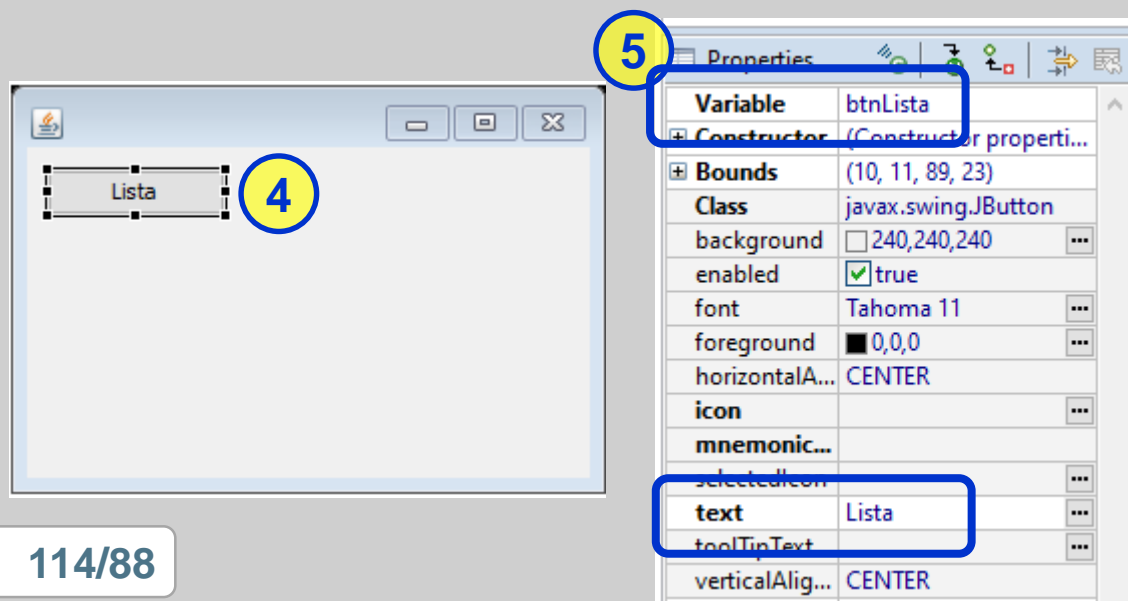 Lista
4
5
Properties
Variable btnLista
Constructor (Constructor properti...
Bounds (10, 11, 89, 23)
Class javax.swing.JButton
background 240,240,240
enabled true
font Tahoma 11
foreground 0,0,0
horizontalA... CENTER
icon
mnemonic...
selectedIcon
text Lista
toolTipText
verticalAlig... CENTER
114/88